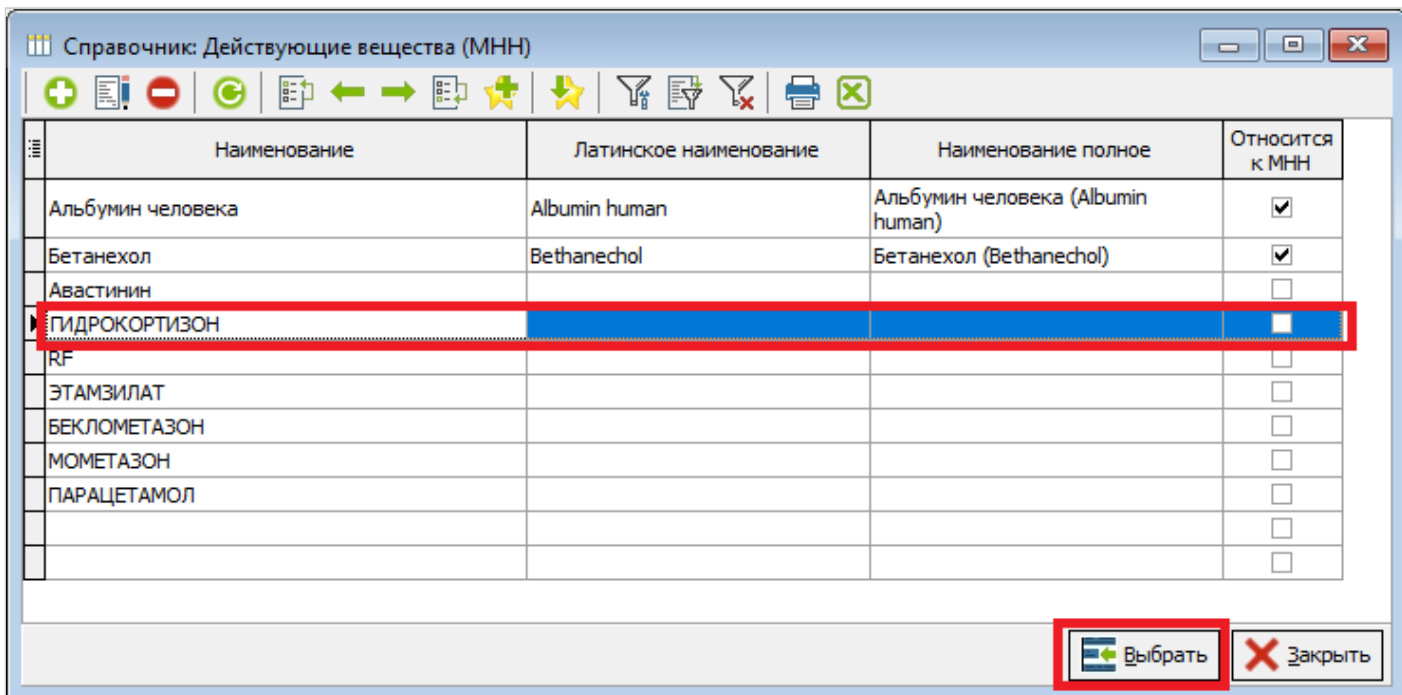 Справочник: Действующие вещества (МНН)
Наименование Латинское наименование Наименование полное Относится
к МНН
Альбумин человека Albumin human Альбумин человека (Albumin
human)
Бетанехол Bethanechol Бетанехол (Bethanechol)
Авастинин
ГИДРОКОРТИЗОН
RF
ЭТАМЗИЛАТ
БЕКЛОМЕТАЗОН
МОМЕТАЗОН
ПАРАЦЕТАМОЛ
Выбрать Закрыть